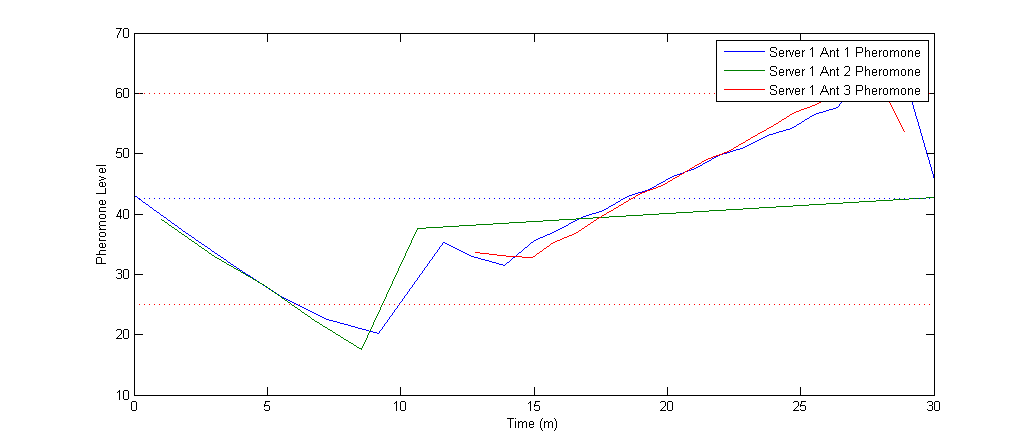 70
60
50
40
30
20
10
Pheromone Level
Server 1 Ant 1 Pheromone
Server 1 Ant 2 Pheromone
Server 1 Ant 3 Pheromone
0 5 10 15 20 25 30
Time (m)